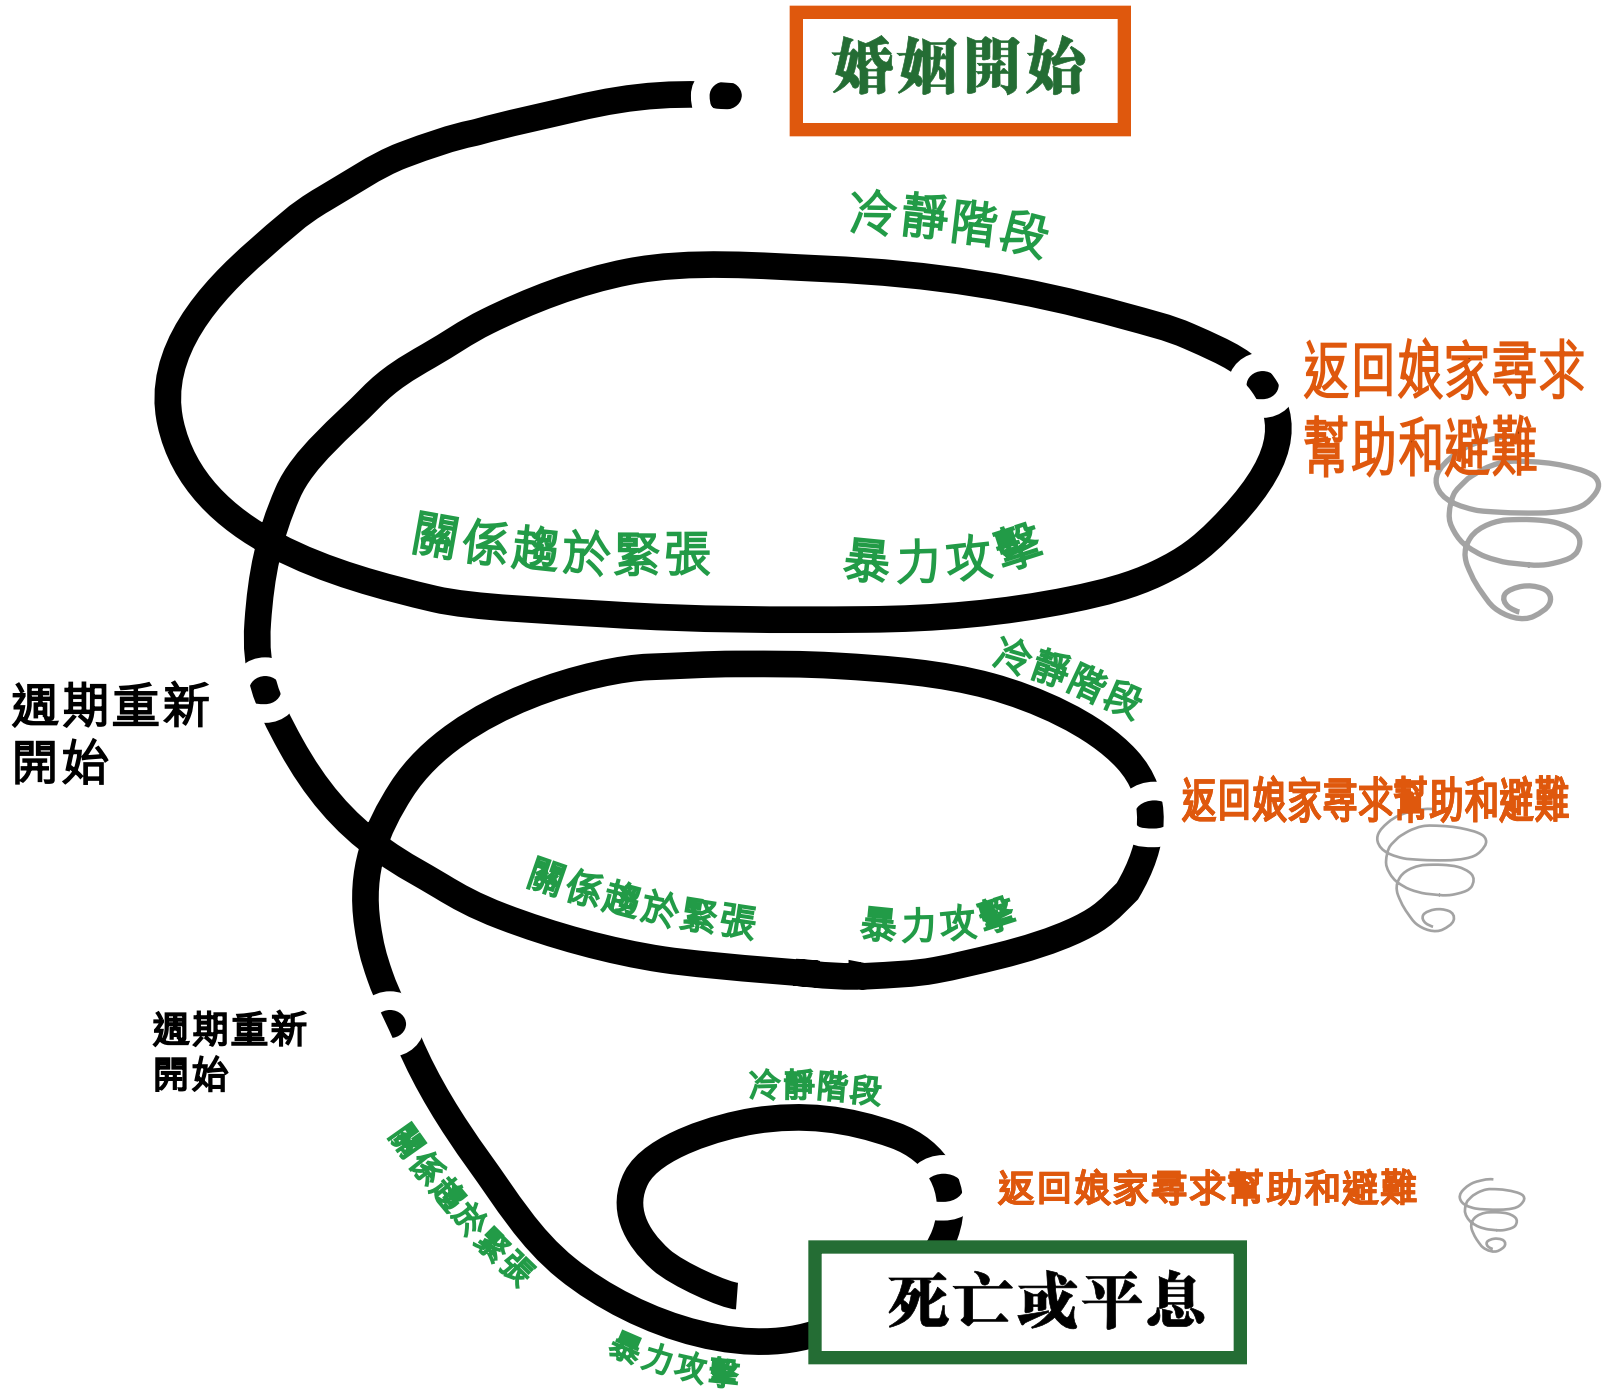 婚姻開始
冷靜階段
返回娘家尋求
幫助和避難
關係趨於緊張
暴力攻擊
冷靜階段
週期重新
開始
返回娘家尋求幫助和避難
關係趨於緊張
暴力攻擊
週期重新
開始
冷靜階段
關係趨於緊張
返回娘家尋求幫助和避難
死亡或平息
暴力攻擊